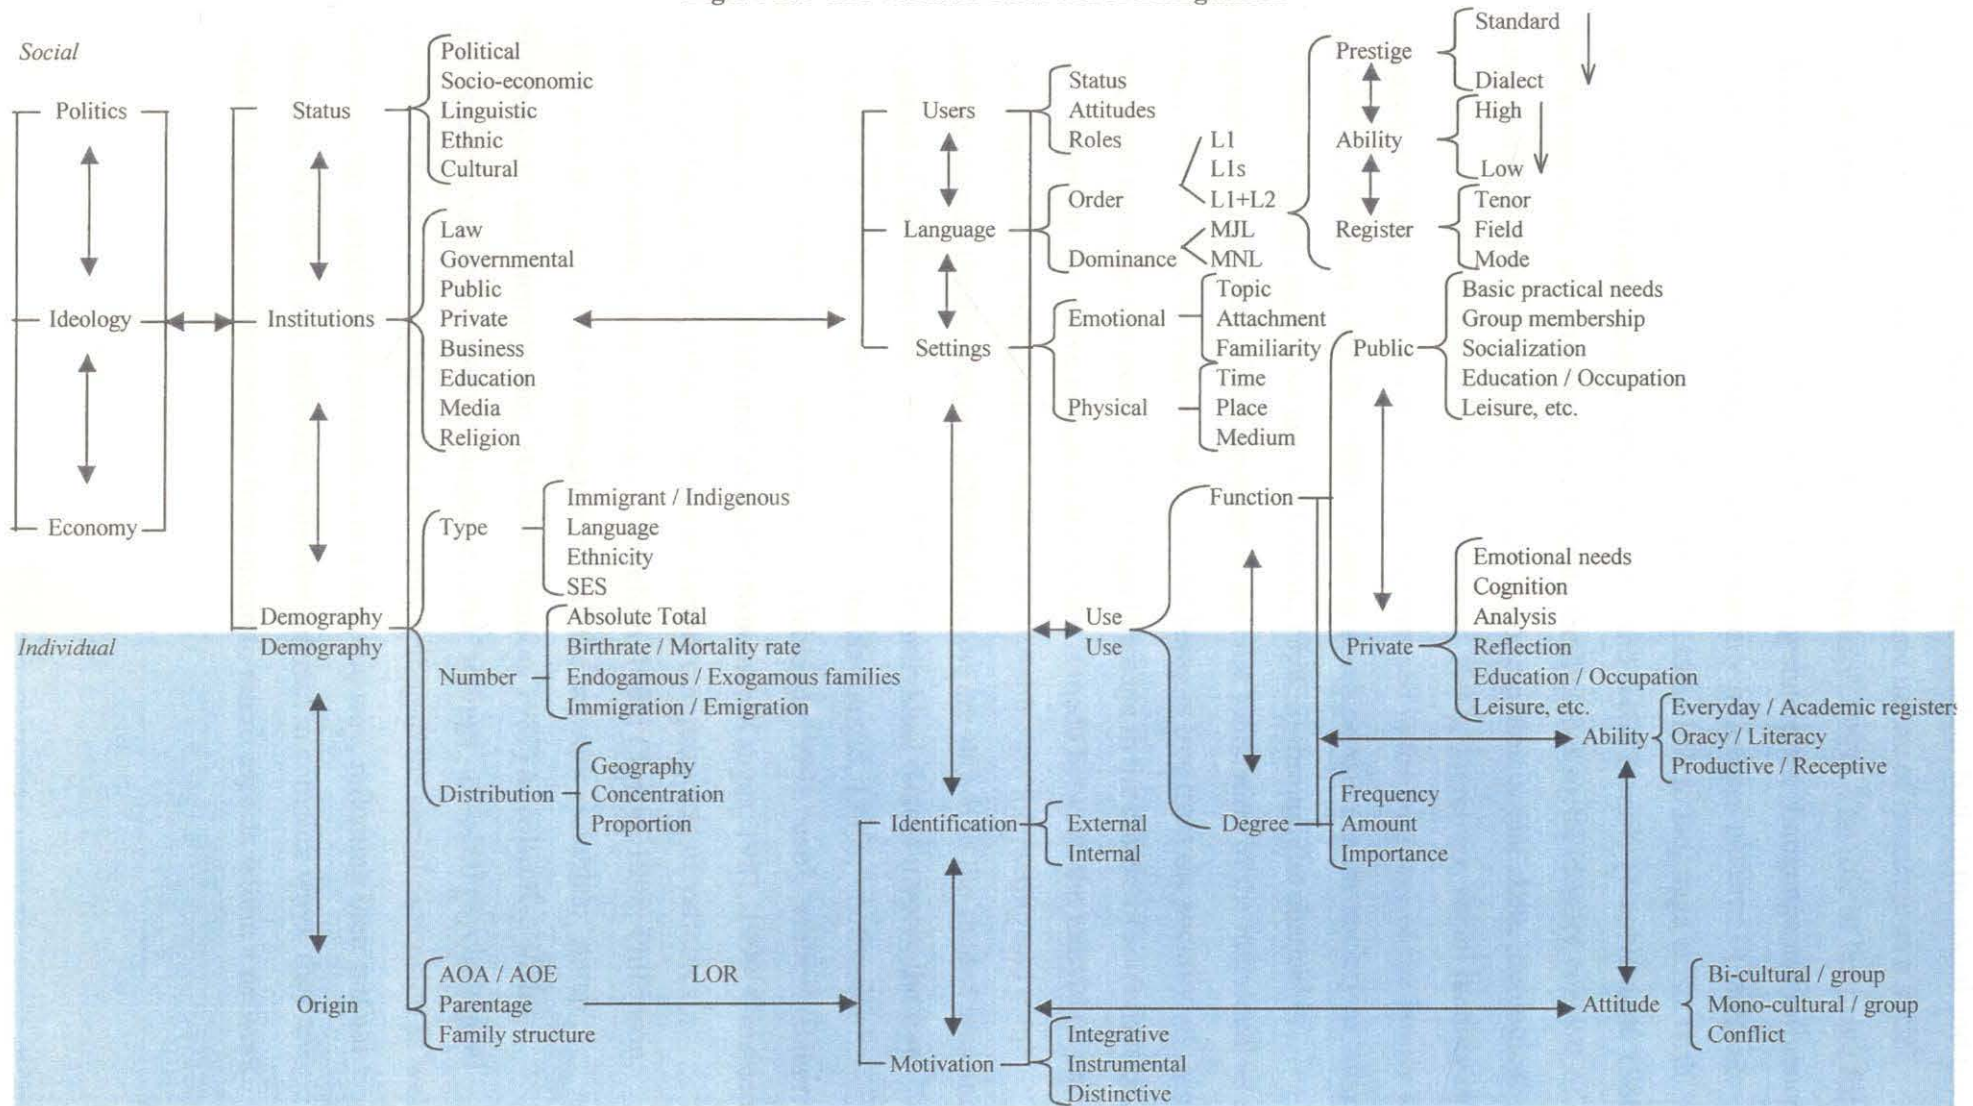 Social
Politics
Ideology
Economy
Status
Institutions
Demography
Political
Socio-economic
Linguistic
Ethnic
Cultural
Law
Governmental
Public
Private
Business
Education
Media
Religion
Type
Immigrant / Indigenous
Language
Ethnicity
SES
Users
Language
Settings
Status
Attitudes
Roles
Order
Dominance
L1
L1s
L1+L2
MJL
MNL
Prestige
Ability
Register
Standard
Dialect
High
Low
Tenor
Field
Mode
Emotional
Topic
Attachment
Familiarity
Physical
Time
Place
Medium
Public
Basic practical needs
Group membership
Socialization
Education / Occupation
Leisure, etc.
Use
Function
Individual
Demography
Number
Absolute Total
Birthrate / Mortality rate
Endogamous / Exogamous families
Immigration / Emigration
Distribution
Geography
Concentration
Proportion
Origin
AOA / AOE
Parentage
Family structure
LOR
Identification
External
Internal
Motivation
Integrative
Instrumental
Distinctive
Use
Degree
Frequency
Amount
Importance
Private
Emotional needs
Cognition
Analysis
Reflection
Education / Occupation
Leisure, etc.
Ability
Everyday / Academic registers
Oracy / Literacy
Productive / Receptive
Attitude
Bi-cultural / group
Mono-cultural / group
Conflict